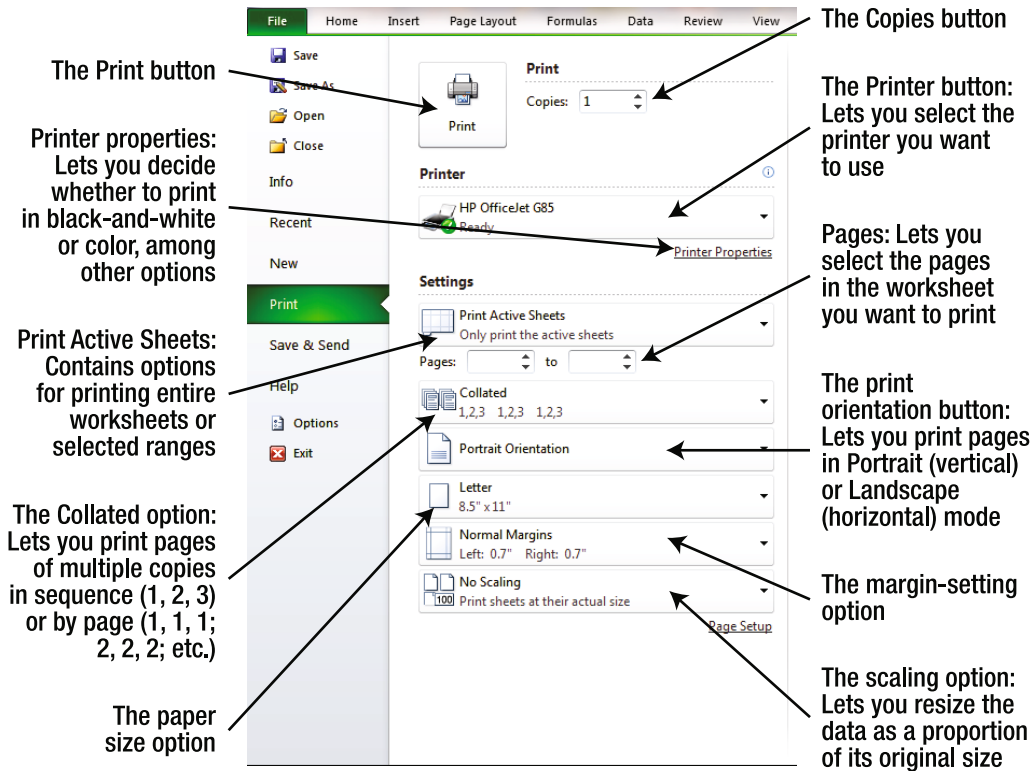 File Home Insert Page Layout Formulas Data Review View
Save
Save As
Open
Close
Info
Recent
New
Print
Save & Send
Help
Options
Exit
Print
Print
Copies: 1
Printer
HP OfficeJet G85
Ready
Printer Properties
Settings
Print Active Sheets
Only print the active sheets
Pages: to
Collated
1,2,3 1,2,3 1,2,3
Portrait Orientation
Letter
8.5" x 11"
Normal Margins
Left: 0.7" Right: 0.7"
No Scaling
100 Print sheets at their actual size
Page Setup
The Print button
Printer properties:
Lets you decide
whether to print
in black-and-white
or color, among
other options
Print Active Sheets:
Contains options
for printing entire
worksheets or
selected ranges
The Collated option:
Lets you print pages
of multiple copies
in sequence (1, 2, 3)
or by page (1, 1, 1;
2, 2, 2; etc.)
The paper
size option
The Copies button
The Printer button:
Lets you select the
printer you want
to use
Pages: Lets you
select the pages
in the worksheet
you want to print
The print
orientation button:
Lets you print pages
in Portrait (vertical)
or Landscape
(horizontal) mode
The margin-setting
option
The scaling option:
Lets you resize the
data as a proportion
of its original size